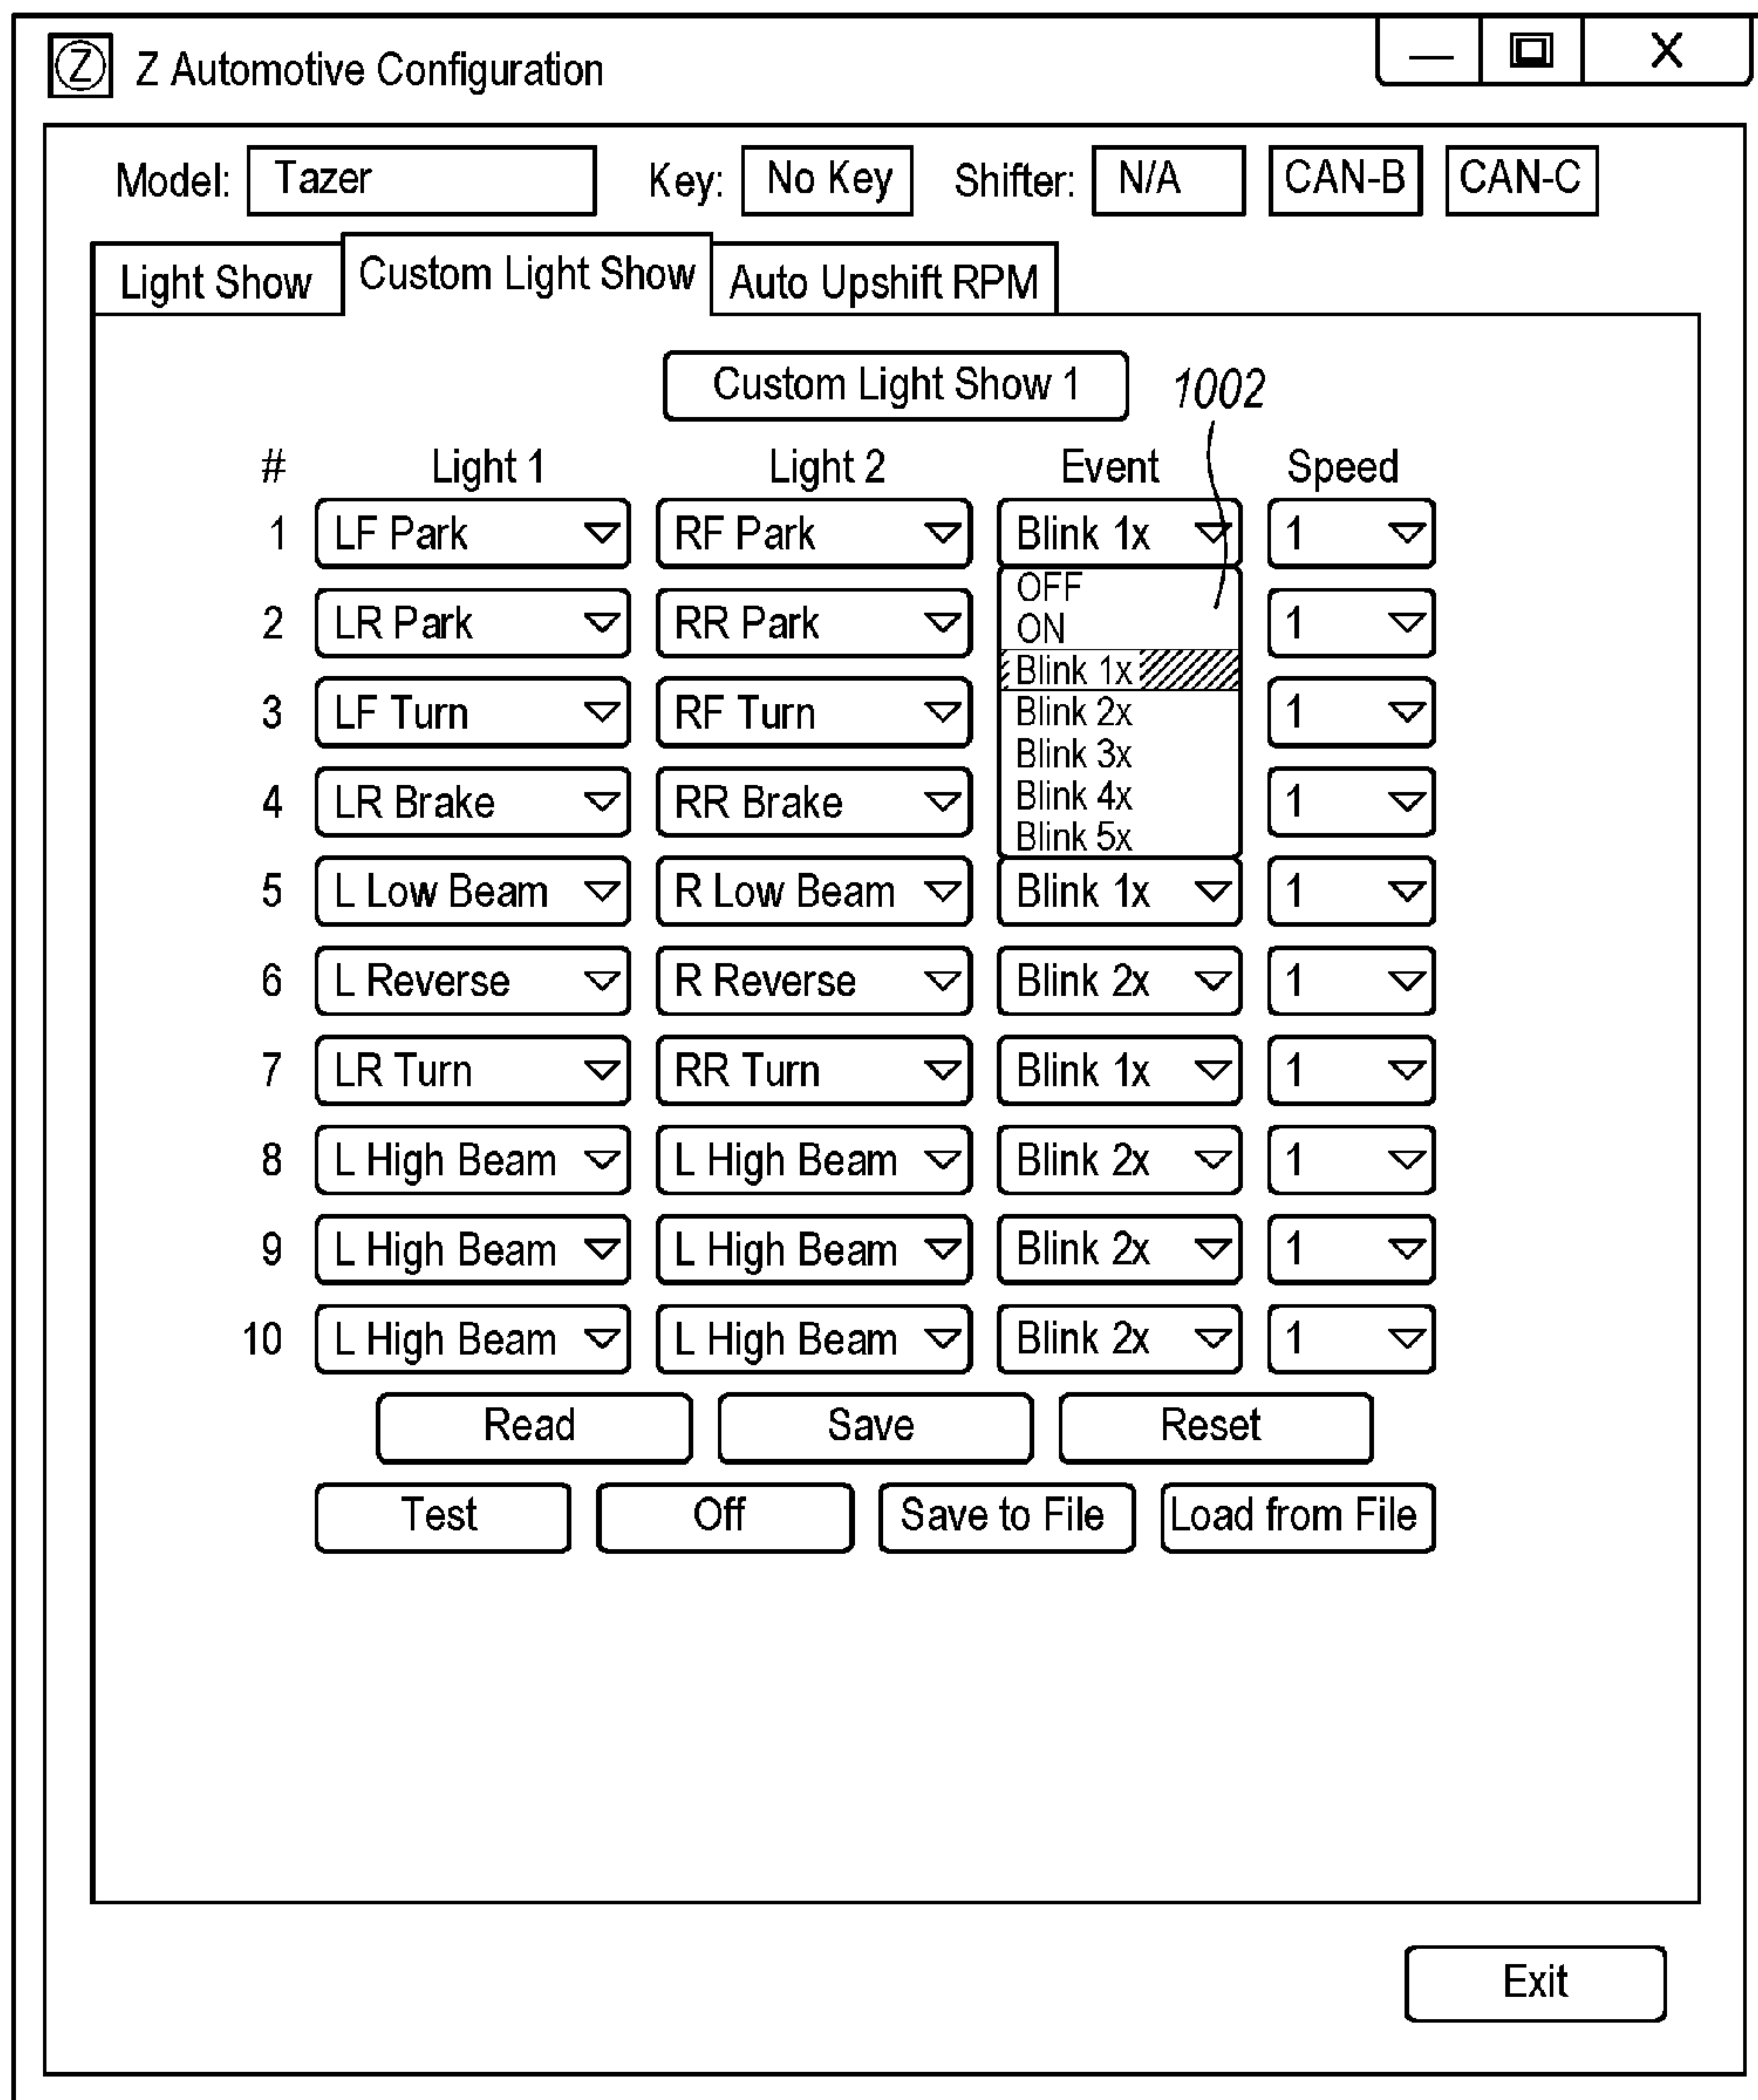 Z Z Automotive Configuration X
Model: Tazer Key: No Key Shifter: N/A CAN-B CAN-C
Light Show Custom Light Show Auto Upshift RPM
Custom Light Show 1 1002
# Light 1 Light 2 Event Speed
1 LF Park RF Park Blink 1x 1
OFF
2 LR Park RR Park ON 1
Blink 1x
3 LF Turn RF Turn Blink 2x 1
Blink 3x
4 LR Brake RR Brake Blink 4x 1
Blink 5x
5 L Low Beam R Low Beam Blink 1x 1
6 L Reverse R Reverse Blink 2x 1
7 LR Turn RR Turn Blink 1x 1
8 L High Beam L High Beam Blink 2x 1
9 L High Beam L High Beam Blink 2x 1
10 L High Beam L High Beam Blink 2x 1
Read Save Reset
Test Off Save to File Load from File
Exit